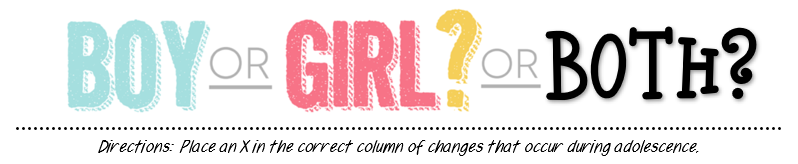 BOY OR GIRL? OR BOTH?
Directions: Place an X in the correct column of changes that occur during adolescence.